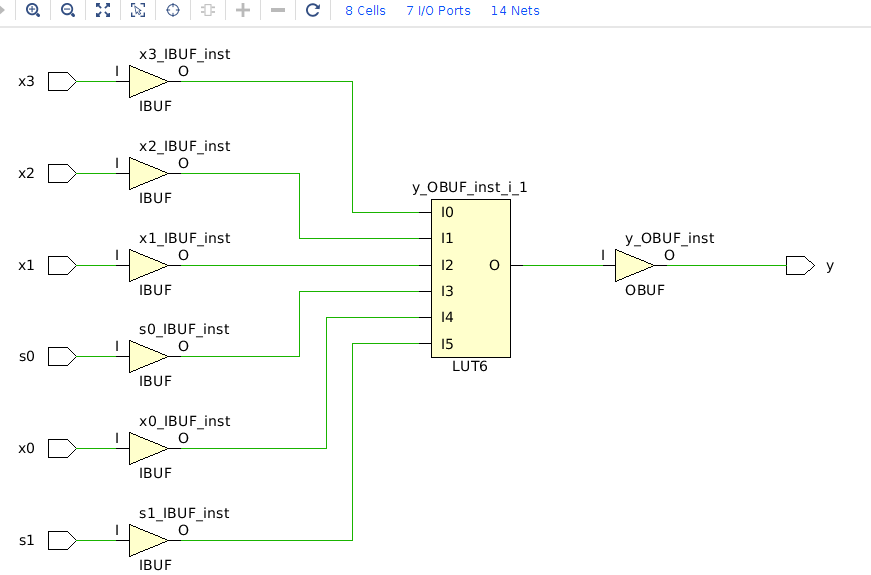 8 Cells 7 I/O Ports 14 Nets
x3_IBUF_inst
x3 I O
IBUF
x2_IBUF_inst
x2 I O
IBUF
y_OBUF_inst_i_1
I0
I1
x1_IBUF_inst
x1 I O
IBUF
I2 O
I3
I4
I5
LUT6
y_OBUF_inst
I O y
OBUF
s0_IBUF_inst
s0 I O
IBUF
x0_IBUF_inst
x0 I O
IBUF
s1_IBUF_inst
s1 I O
IBUF